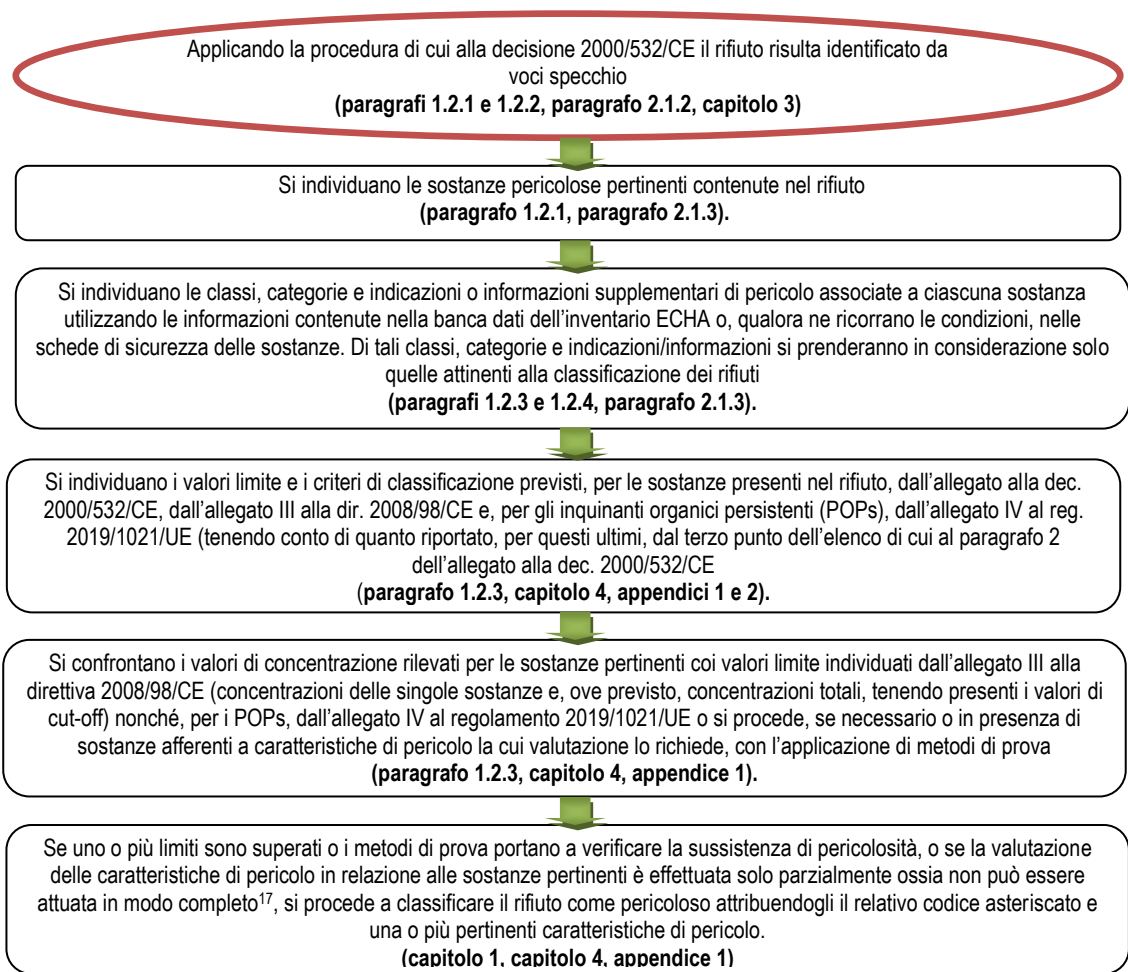 Applicando la procedura di cui alla decisione 2000/532/CE il rifiuto risulta identificato da
voci specchio
(paragrafi 1.2.1 e 1.2.2, paragrafo 2.1.2, capitolo 3)
Si individuano le sostanze pericolose pertinenti contenute nel rifiuto
(paragrafo 1.2.1, paragrafo 2.1.3).
Si individuano le classi, categorie e indicazioni o informazioni supplementari di pericolo associate a ciascuna sostanza
utilizzando le informazioni contenute nella banca dati dell'inventario ECHA o, qualora ne ricorrano le condizioni, nelle
schede di sicurezza delle sostanze. Di tali classi, categorie e indicazioni/informazioni si prenderanno in considerazione solo
quelle attinenti alla classificazione dei rifiuti
(paragrafi 1.2.3 e 1.2.4, paragrafo 2.1.3).
Si individuano i valori limite e i criteri di classificazione previsti, per le sostanze presenti nel rifiuto, dall'allegato alla dec.
2000/532/CE, dall'allegato III alla dir. 2008/98/CE e, per gli inquinanti organici persistenti (POPs), dall'allegato IV al reg.
2019/1021/UE (tenendo conto di quanto riportato, per questi ultimi, dal terzo punto dell'elenco di cui al paragrafo 2
dell'allegato alla dec. 2000/532/CE
(paragrafo 1.2.3, capitolo 4, appendici 1 e 2).
Si confrontano i valori di concentrazione rilevati per le sostanze pertinenti coi valori limite individuati dall'allegato III alla
direttiva 2008/98/CE (concentrazioni delle singole sostanze e, ove previsto, concentrazioni totali, tenendo presenti i valori di
cut-off) nonché, per i POPs, dall'allegato IV al regolamento 2019/1021/UE o si procede, se necessario o in presenza di
sostanze afferenti a caratteristiche di pericolo la cui valutazione lo richiede, con l'applicazione di metodi di prova
(paragrafo 1.2.3, capitolo 4, appendice 1).
Se uno o più limiti sono superati o i metodi di prova portano a verificare la sussistenza di pericolosità, o se la valutazione
delle caratteristiche di pericolo in relazione alle sostanze pertinenti è effettuata solo parzialmente ossia non può essere
attuata in modo completo17, si procede a classificare il rifiuto come pericoloso attribuendogli il relativo codice asteriscato e
una o più pertinenti caratteristiche di pericolo.
(capitolo 1, capitolo 4, appendice 1)